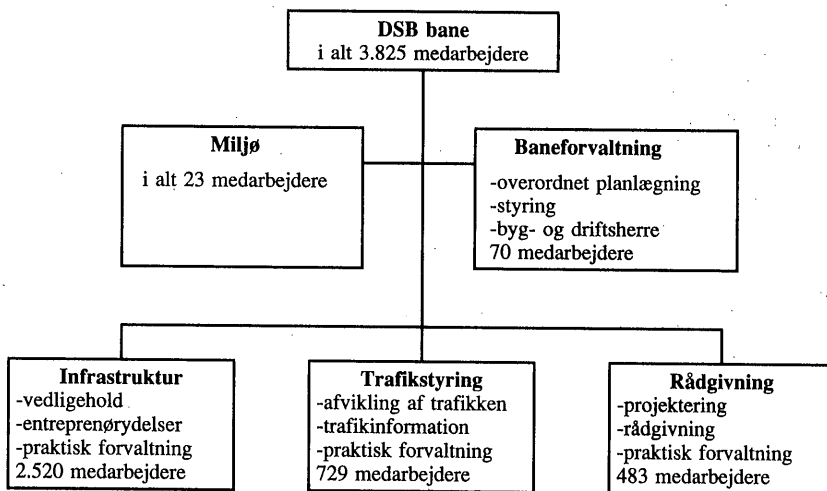 DSB bane
i alt 3.825 medarbejdere
Miljø
i alt 23 medarbejdere
Baneforvaltning
-overordnet planlægning
-styring
-byg- og driftsherre
70 medarbejdere
Infrastruktur
-vedligehold
-entreprenørydelser
-praktisk forvaltning
2.520 medarbejdere
Trafikstyring
-afvikling af trafikken
-trafikinformation
-praktisk forvaltning
729 medarbejdere
Rådgivning
-projektering
-rådgivning
-praktisk forvaltning
483 medarbejdere